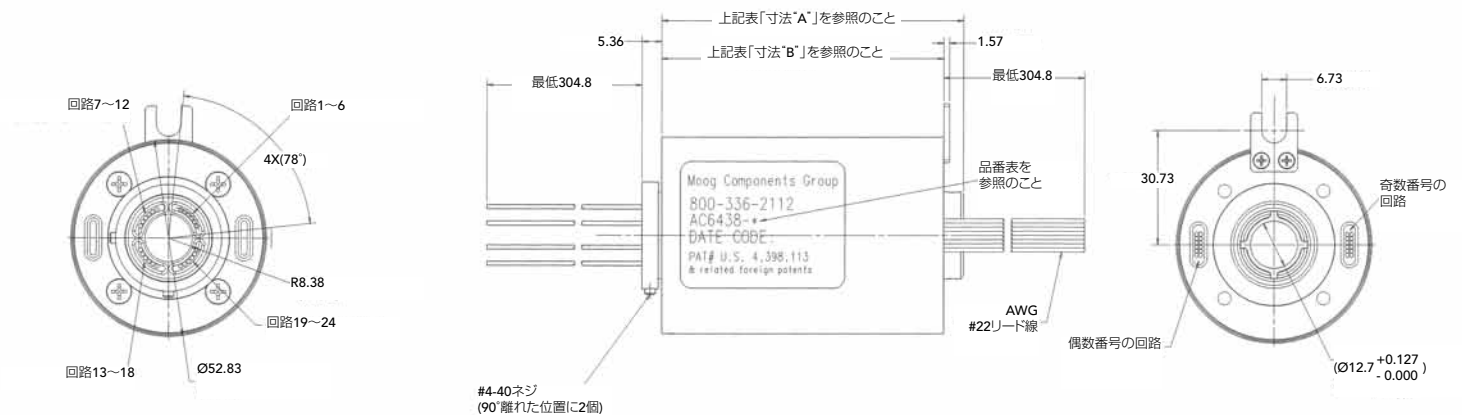 上記表「寸法"A"」を参照のこと
5.36
1.57
上記表「寸法"B"」を参照のこと
最低304.8
最低304.8
6.73
回路7〜12
回路1〜6
4X(78°)
30.73
品番表を
参照のこと
奇数番号の
回路
Moog Components Group
800-336-2112
AC6438-*
DATE CODE:
PAT# U.S. 4,398,113
& related foreign patents
R8.38
回路19〜24
AWG
#22リード線
偶数番号の回路
回路13〜18
Ø52.83
(Ø12.7 +0.127
- 0.000 )
#4-40ネジ
(90°離れた位置に2個)